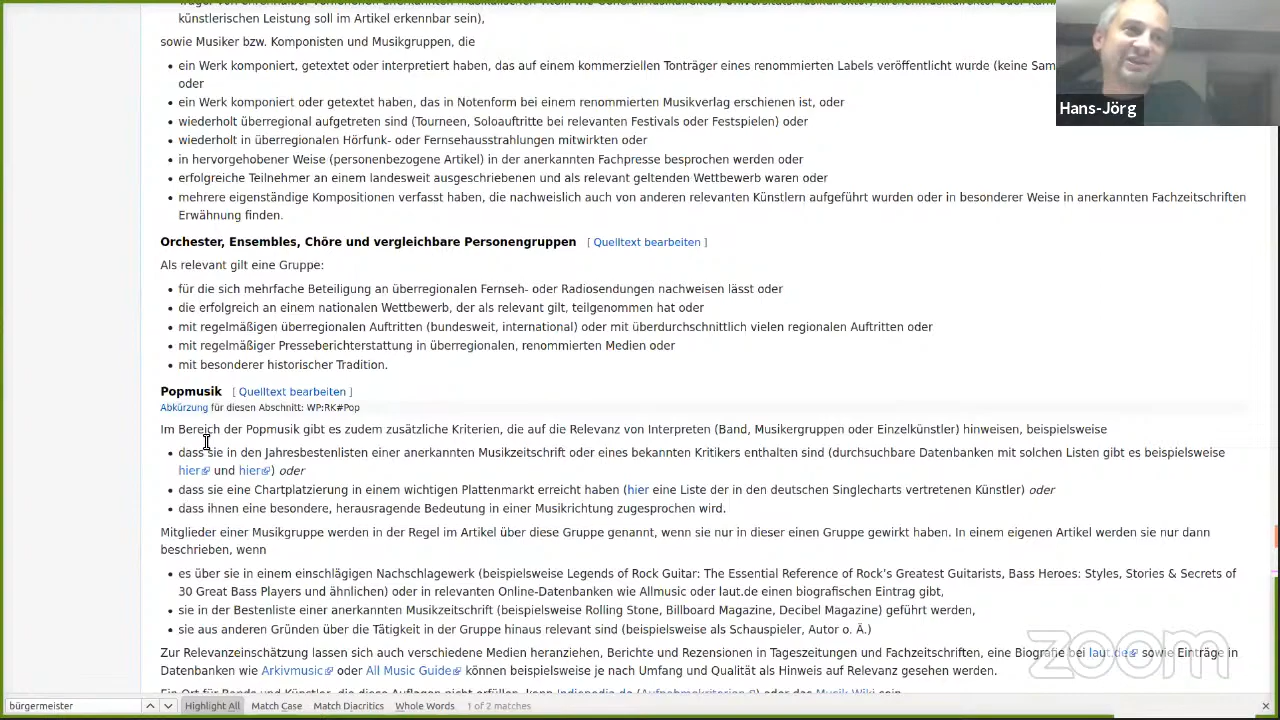 künstlerischen Leistung soll im Artikel erkennbar sein),
sowie Musiker bzw. Komponisten und Musikgruppen, die
• ein Werk komponiert, getextet oder interpretiert haben, das auf einem kommerziellen Tonträger eines renommierten Labels veröffentlicht wurde (keine Sam
oder
• ein Werk komponiert oder getextet haben, das in Notenform bei einem renommierten Musikverlag erschienen ist, oder
• wiederholt überregional aufgetreten sind (Tourneen, Soloauftritte bei relevanten Festivals oder Festspielen) oder
• wiederholt in überregionalen Hörfunk- oder Fernsehausstrahlungen mitwirkten oder
• in hervorgehobener Weise (personenbezogene Artikel) in der anerkannten Fachpresse besprochen werden oder
• erfolgreiche Teilnehmer an einem landesweit ausgeschriebenen und als relevant geltenden Wettbewerb waren oder
• mehrere eigenständige Kompositionen verfasst haben, die nachweislich auch von anderen relevanten Künstlern aufgeführt wurden oder in besonderer Weise in anerkannten Fachzeitschriften
Erwähnung finden.
Orchester, Ensembles, Chöre und vergleichbare Personengruppen [ Quelltext bearbeiten ]
Als relevant gilt eine Gruppe:
• für die sich mehrfache Beteiligung an überregionalen Fernseh- oder Radiosendungen nachweisen lässt oder
• die erfolgreich an einem nationalen Wettbewerb, der als relevant gilt, teilgenommen hat oder
• mit regelmäßigen überregionalen Auftritten (bundesweit, international) oder mit überdurchschnittlich vielen regionalen Auftritten oder
• mit regelmäßiger Presseberichterstattung in überregionalen, renommierten Medien oder
• mit besonderer historischer Tradition.
Popmusik [ Quelltext bearbeiten ]
Abkürzung für diesen Abschnitt: WP:RK#Pop
Im Bereich der Popmusik gibt es zudem zusätzliche Kriterien, die auf die Relevanz von Interpreten (Band, Musikergruppen oder Einzelkünstler) hinweisen, beispielsweise
• dass sie in den Jahresbestenlisten einer anerkannten Musikzeitschrift oder eines bekannten Kritikers enthalten sind (durchsuchbare Datenbanken mit solchen Listen gibt es beispielsweise
hier und hier) oder
• dass sie eine Chartplatzierung in einem wichtigen Plattenmarkt erreicht haben (hier eine Liste der in den deutschen Singlecharts vertretenen Künstler) oder
• dass ihnen eine besondere, herausragende Bedeutung in einer Musikrichtung zugesprochen wird.
Mitglieder einer Musikgruppe werden in der Regel im Artikel über diese Gruppe genannt, wenn sie nur in dieser einen Gruppe gewirkt haben. In einem eigenen Artikel werden sie nur dann
beschrieben, wenn
• es über sie in einem einschlägigen Nachschlagewerk (beispielsweise Legends of Rock Guitar: The Essential Reference of Rock's Greatest Guitarists, Bass Heroes: Styles, Stories & Secrets of
30 Great Bass Players und ähnlichen) oder in relevanten Online-Datenbanken wie Allmusic oder laut.de einen biografischen Eintrag gibt,
• sie in der Bestenliste einer anerkannten Musikzeitschrift (beispielsweise Rolling Stone, Billboard Magazine, Decibel Magazine) geführt werden,
• sie aus anderen Gründen über die Tätigkeit in der Gruppe hinaus relevant sind (beispielsweise als Schauspieler, Autor o. Ä.)
Zur Relevanzeinschätzung lassen sich auch verschiedene Medien heranziehen, Berichte und Rezensionen in Tageszeitungen und Fachzeitschriften, eine Biografie bei laut.de sowie Einträge in
Datenbanken wie Arkivmusic oder All Music Guide können beispielsweise je nach Umfang und Qualität als Hinweis auf Relevanz gesehen werden.
bürgermeister Highlight All Match Case Match Diacritics Whole Words 1 of 2 matches
Hans-Jörg
zoom